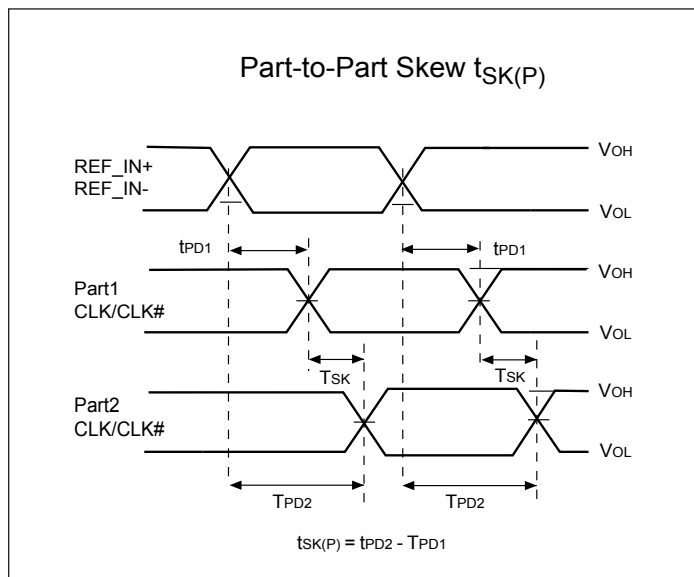 Part-to-Part Skew tSK(P)
REF_IN+
REF_IN-
VOH
VOL
tPD1
tPD1
Part1
CLK/CLK#
VOH
VOL
TSK
TSK
Part2
CLK/CLK#
VOH
VOL
TPD2
TPD2
tSK(P) = tPD2 - TPD1